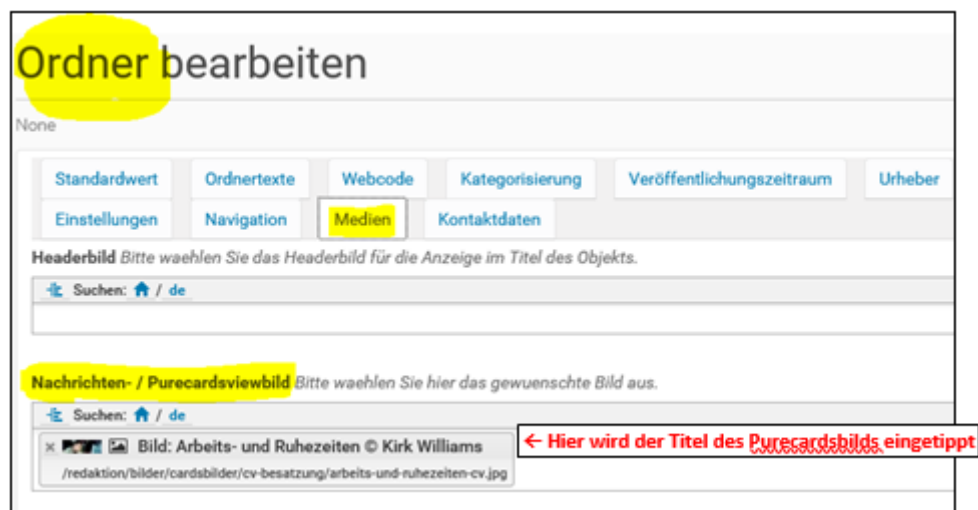 Ordner bearbeiten
None
Standardwert Ordnertexte Webcode Kategorisierung Veröffentlichungszeitraum Urheber
Einstellungen Navigation Medien Kontaktdaten
Headerbild Bitte waehlen Sie das Headerbild für die Anzeige im Titel des Objekts.
Suchen: / de
Nachrichten- / Purecardsviewbild Bitte waehlen Sie hier das gewuenschte Bild aus.
Suchen: / de
× Bild: Arbeits- und Ruhezeiten © Kirk Williams
← Hier wird der Titel des Purecardsbilds eingetippt
/redaktion/bilder/cardsbilder/cv-besatzung/arbeits-und-ruhezeiten-cv.jpg